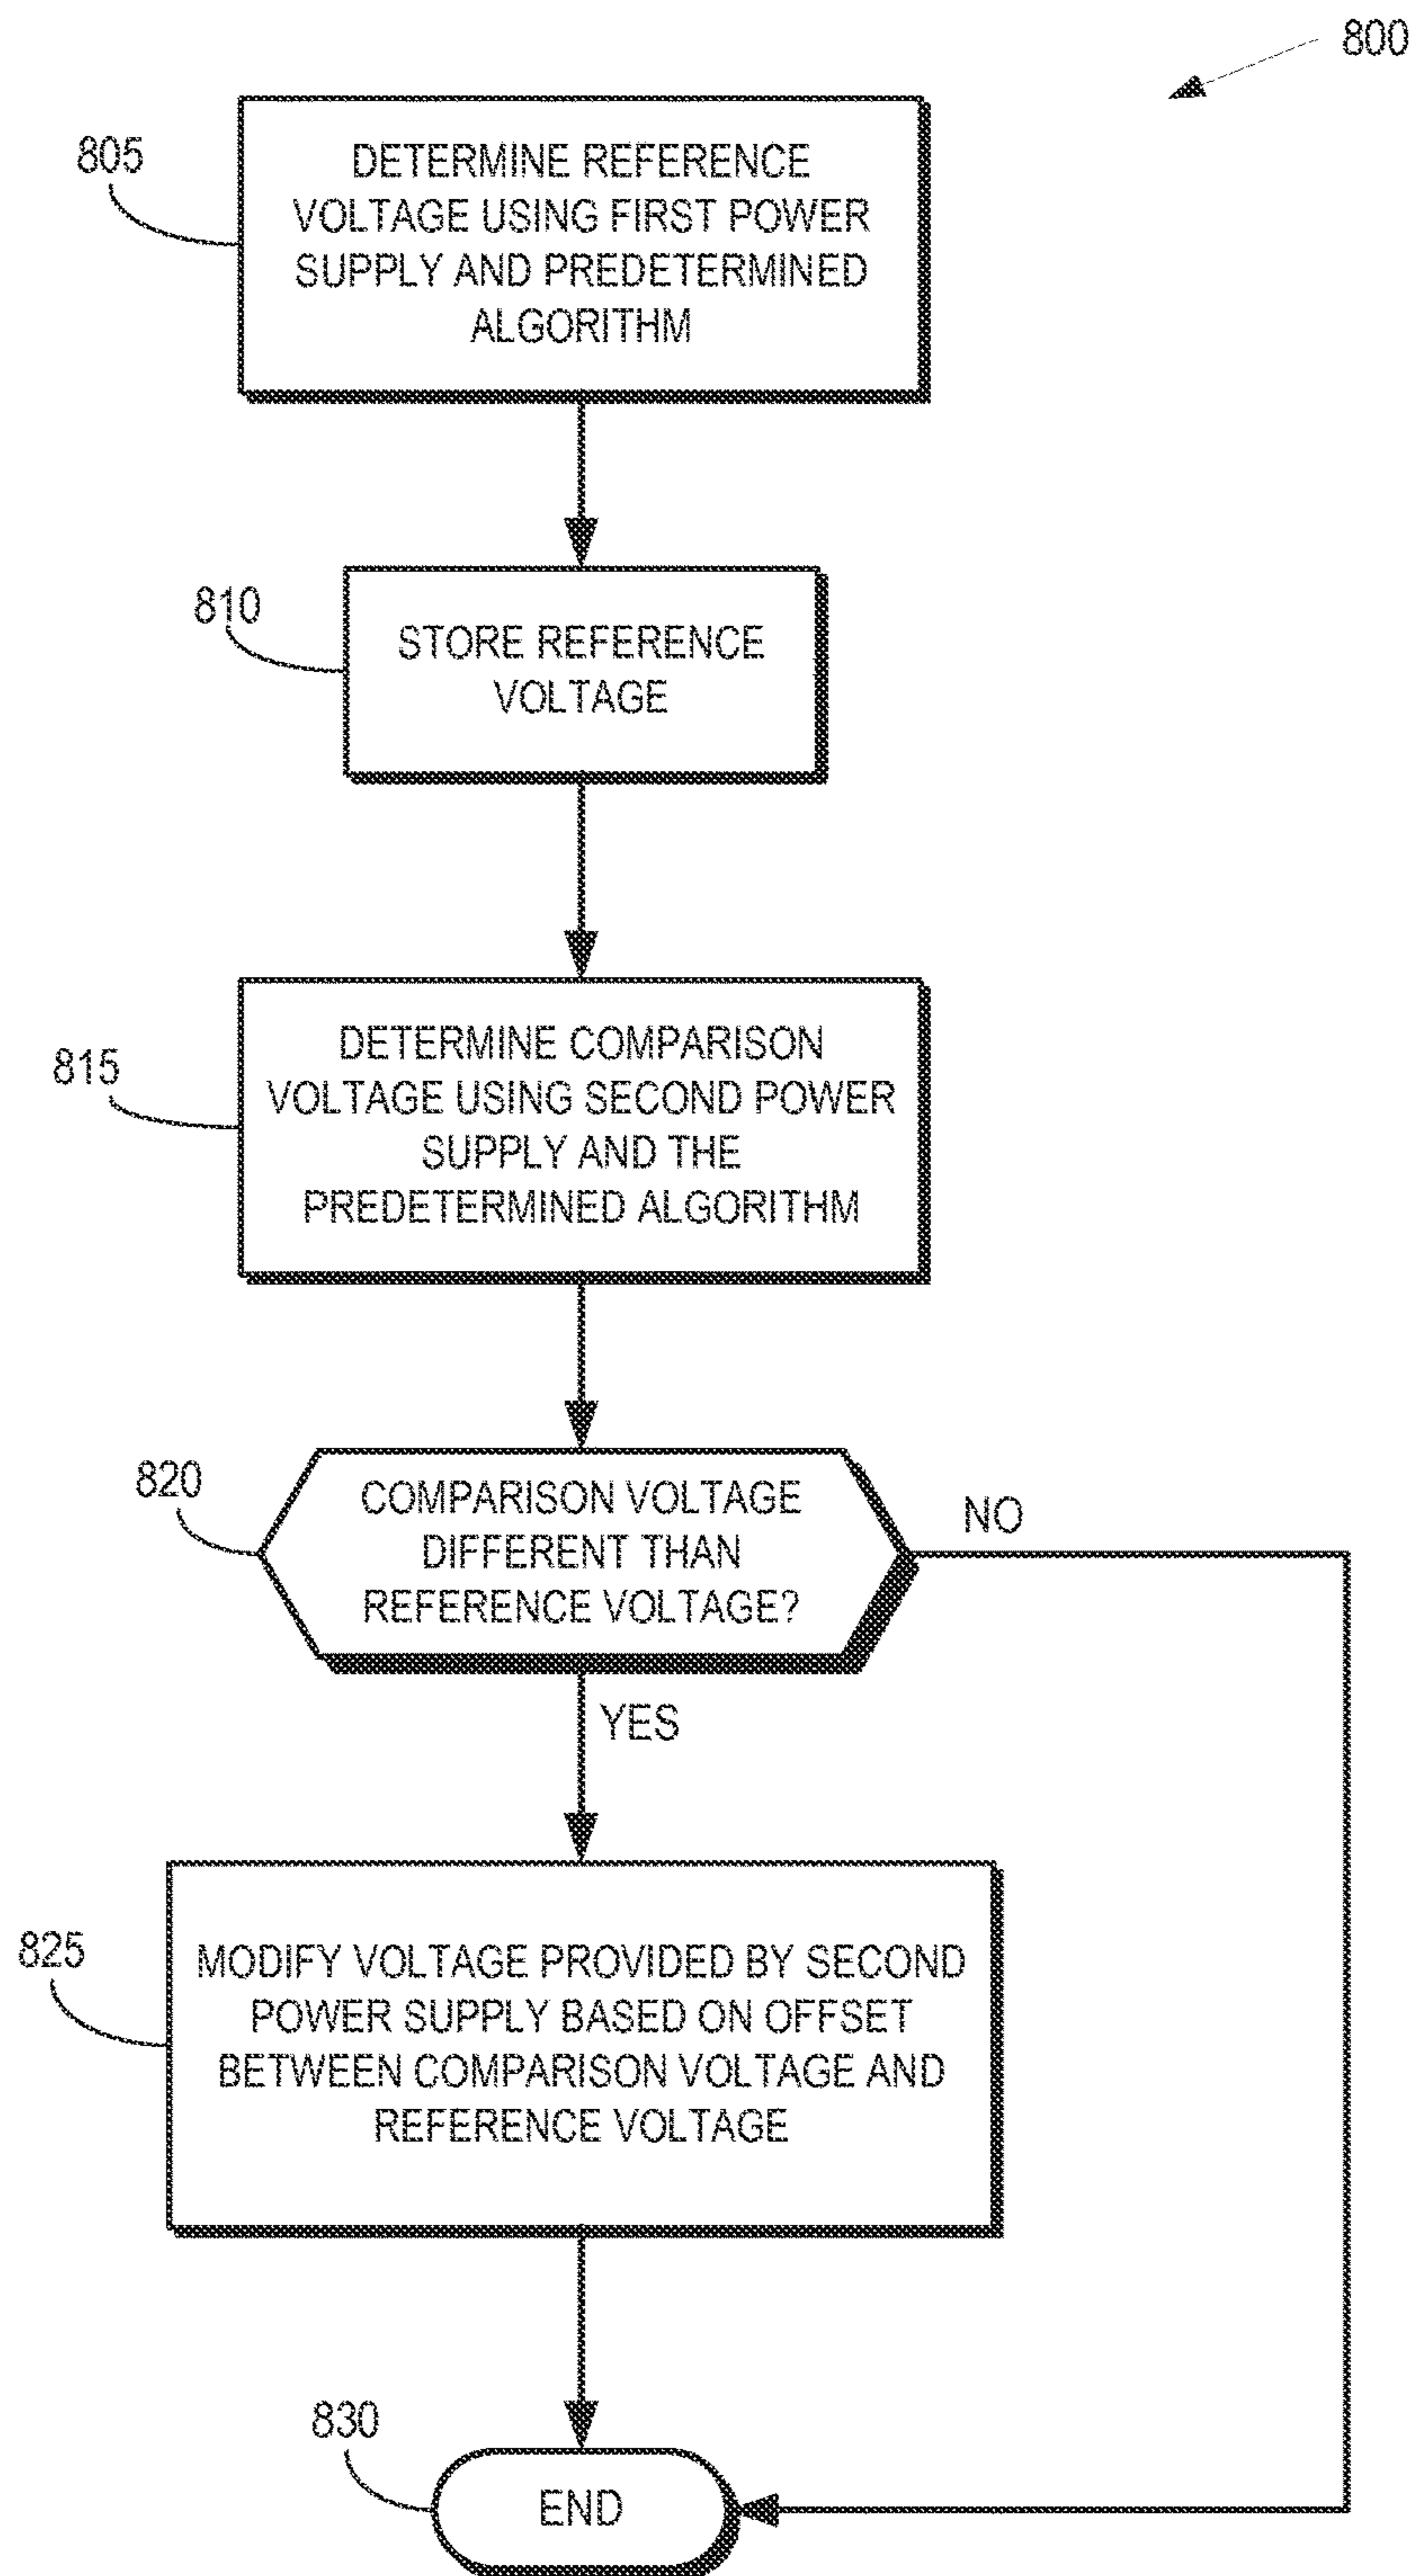 800
805
DETERMINE REFERENCE
VOLTAGE USING FIRST POWER
SUPPLY AND PREDETERMINED
ALGORITHM
810
STORE REFERENCE
VOLTAGE
815
DETERMINE COMPARISON
VOLTAGE USING SECOND POWER
SUPPLY AND THE
PREDETERMINED ALGORITHM
820
COMPARISON VOLTAGE
DIFFERENT THAN
REFERENCE VOLTAGE?
NO
YES
825
MODIFY VOLTAGE PROVIDED BY SECOND
POWER SUPPLY BASED ON OFFSET
BETWEEN COMPARISON VOLTAGE AND
REFERENCE VOLTAGE
830
END